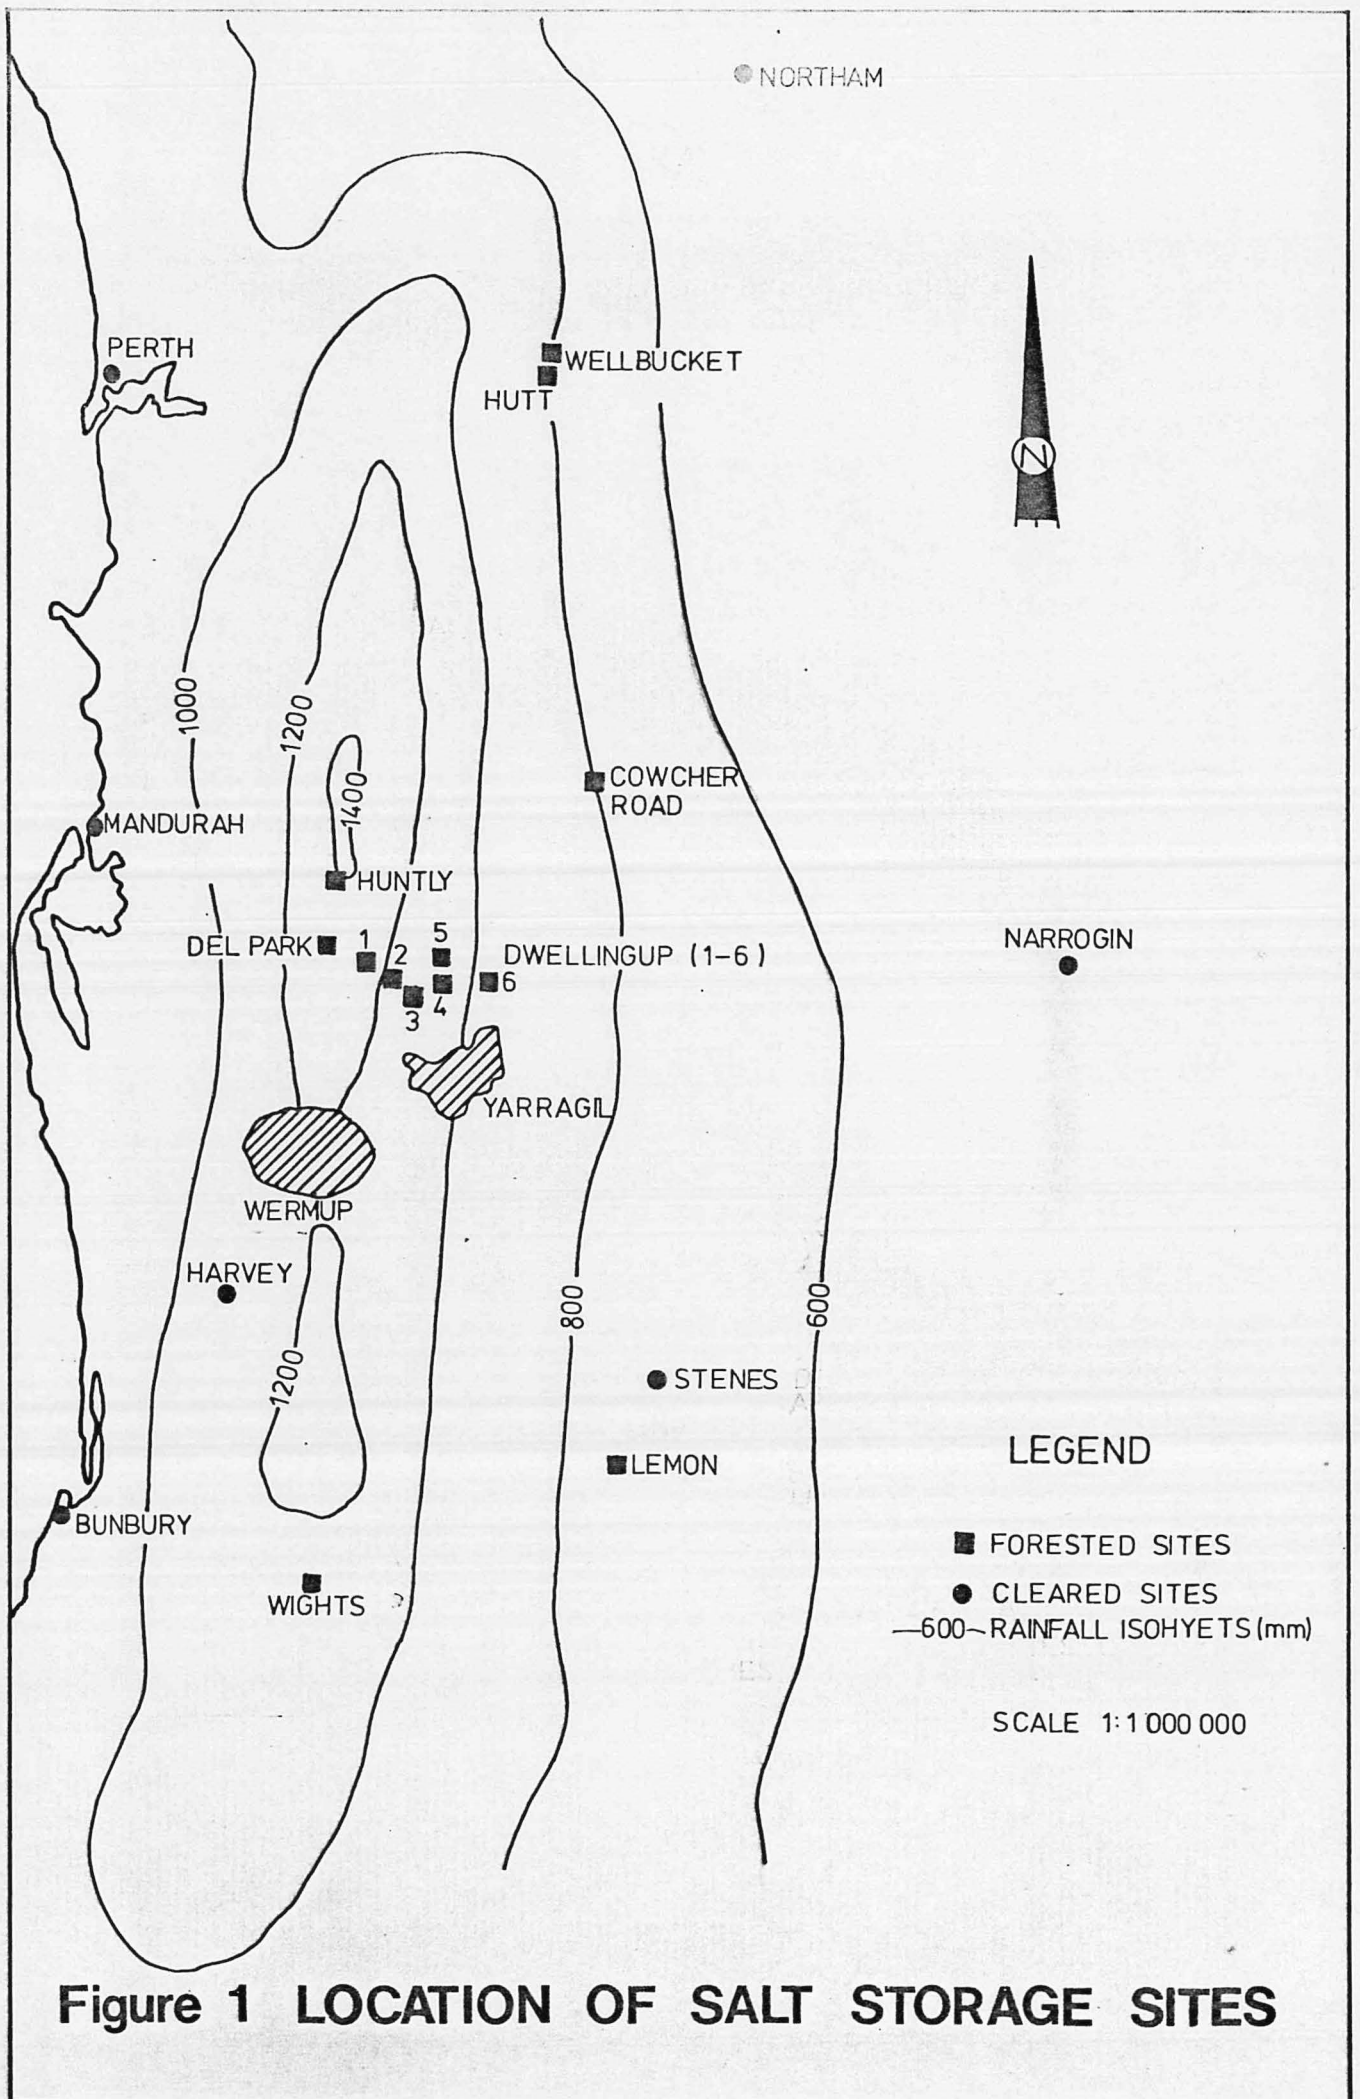 NORTHAM
PERTH
WELLBUCKET
HUTT
N
1000
1200
1400
COWCHER
ROAD
MANDURAH
HUNTLY
DEL PARK
1
2
5
DWELLINGUP (1-6)
6
3
4
NARROGIN
YARRAGIL
WERMUP
HARVEY
800
600
1200
STENES
LEMON
LEGEND
BUNBURY
FORESTED SITES
CLEARED SITES
WIGHTS
—600~RAINFALL ISOHYETS (mm)
SCALE 1:1 000 000
Figure 1 LOCATION OF SALT STORAGE SITES